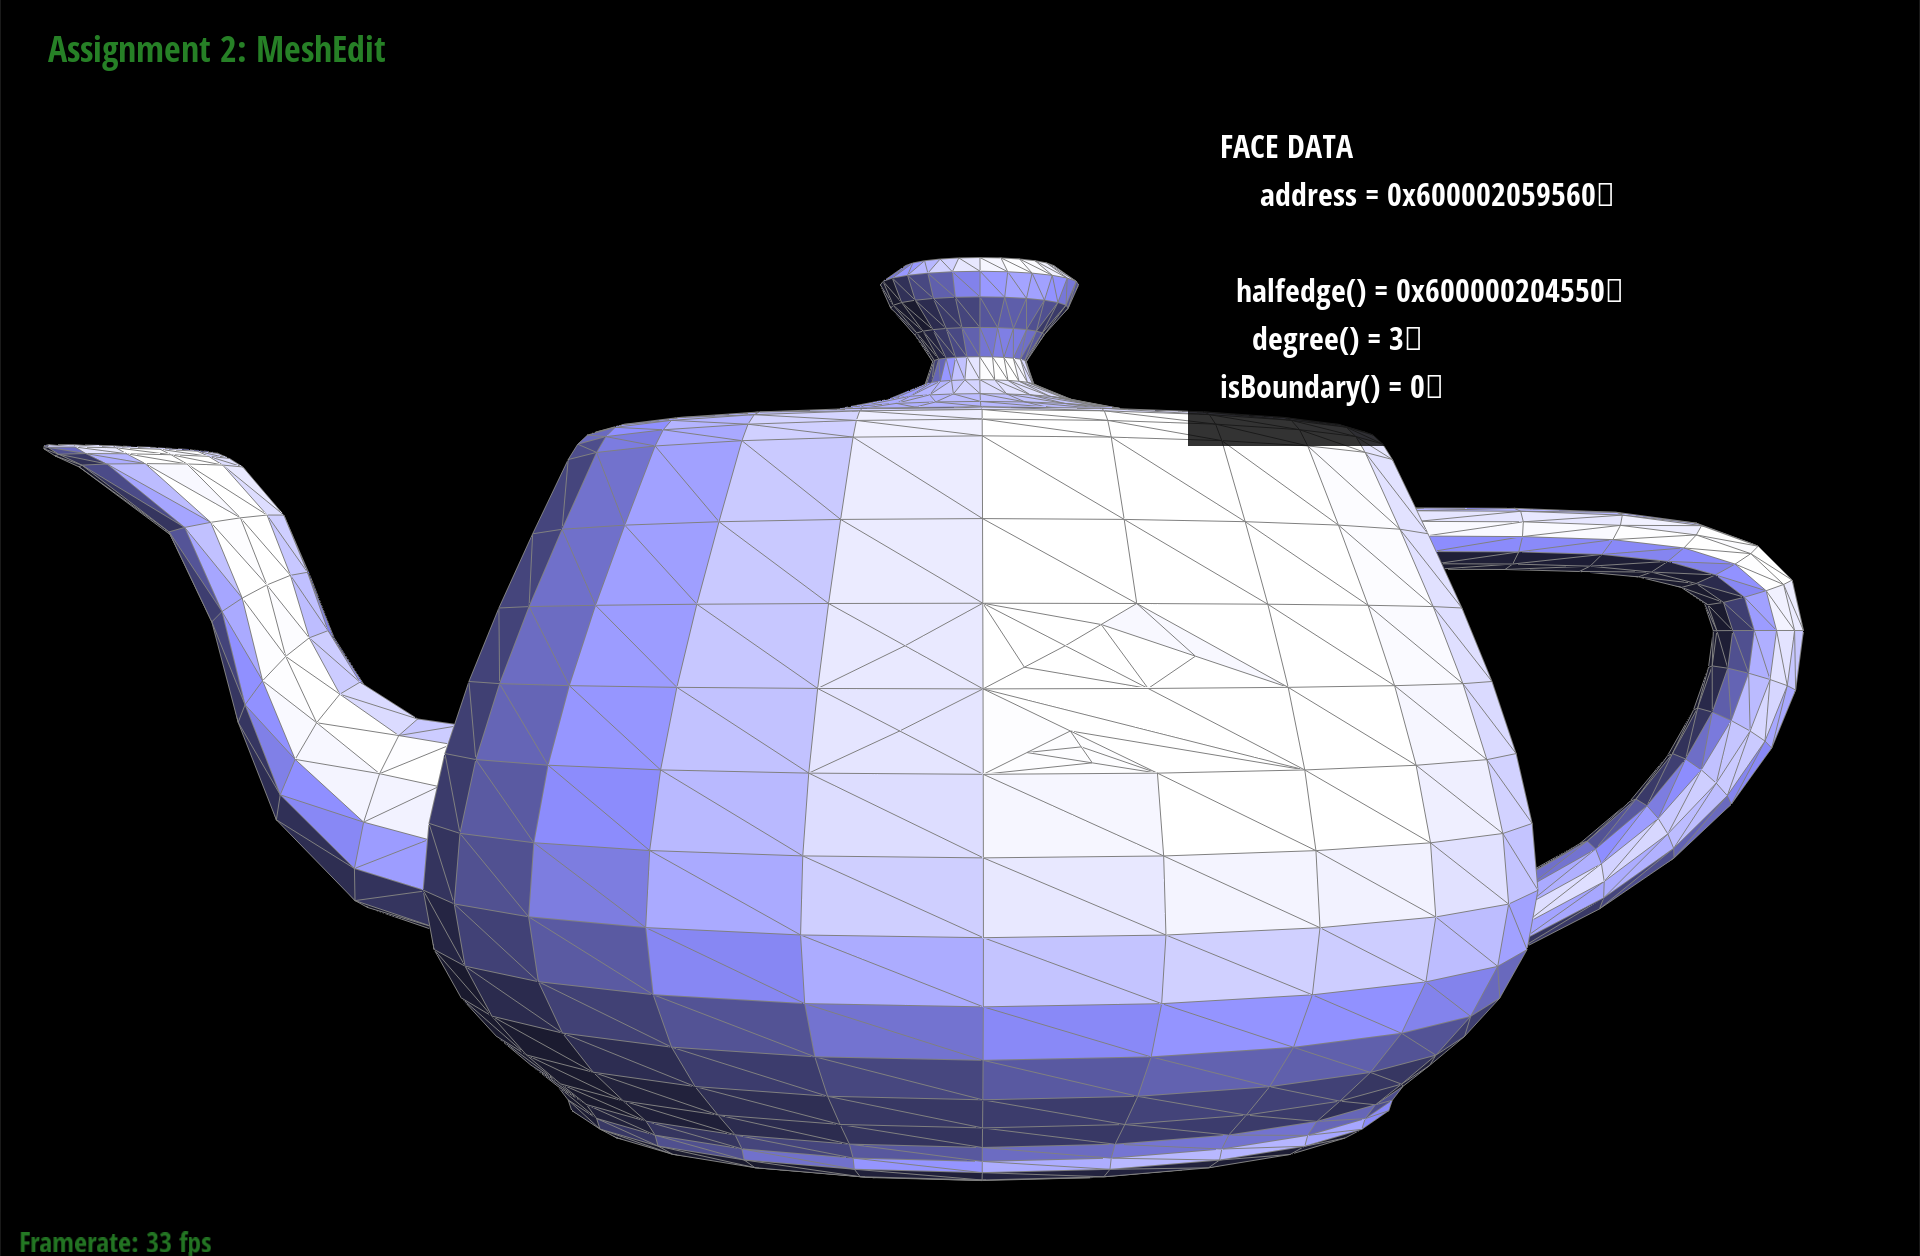 Assignment 2: MeshEdit
FACE DATA
address = 0x600002059560
halfedge() = 0x600000204550
degree() = 3
isBoundary() = 0
Framerate: 33 fps